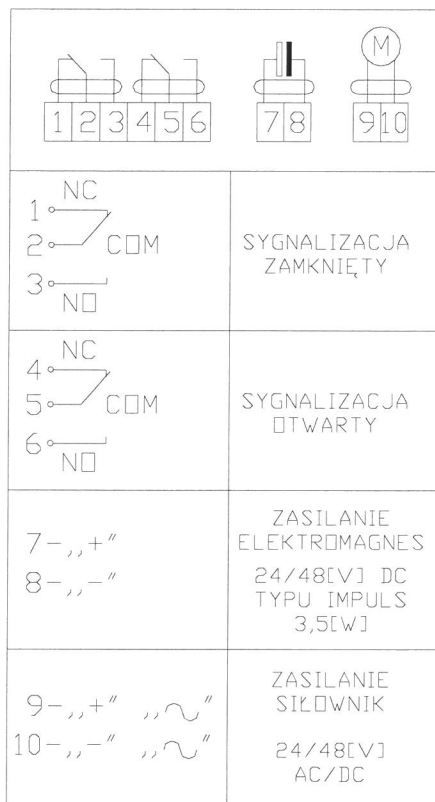 M
1 2 3 4 5 6 7 8 9 10
NC
1
2 COM
3
NO
SYGNALIZACJA
ZAMKNIĘTY
NC
4
5 COM
6
NO
SYGNALIZACJA
OTWARTY
7-,,+"
8-,,-"
ZASILANIE
ELEKTROMAGNES
24/48[V] DC
TYPU IMPULS
3,5[W]
9-,,+" ,,~"
10-,,-" ,,~"
ZASILANIE
SIŁOWNIK
24/48[V]
AC/DC